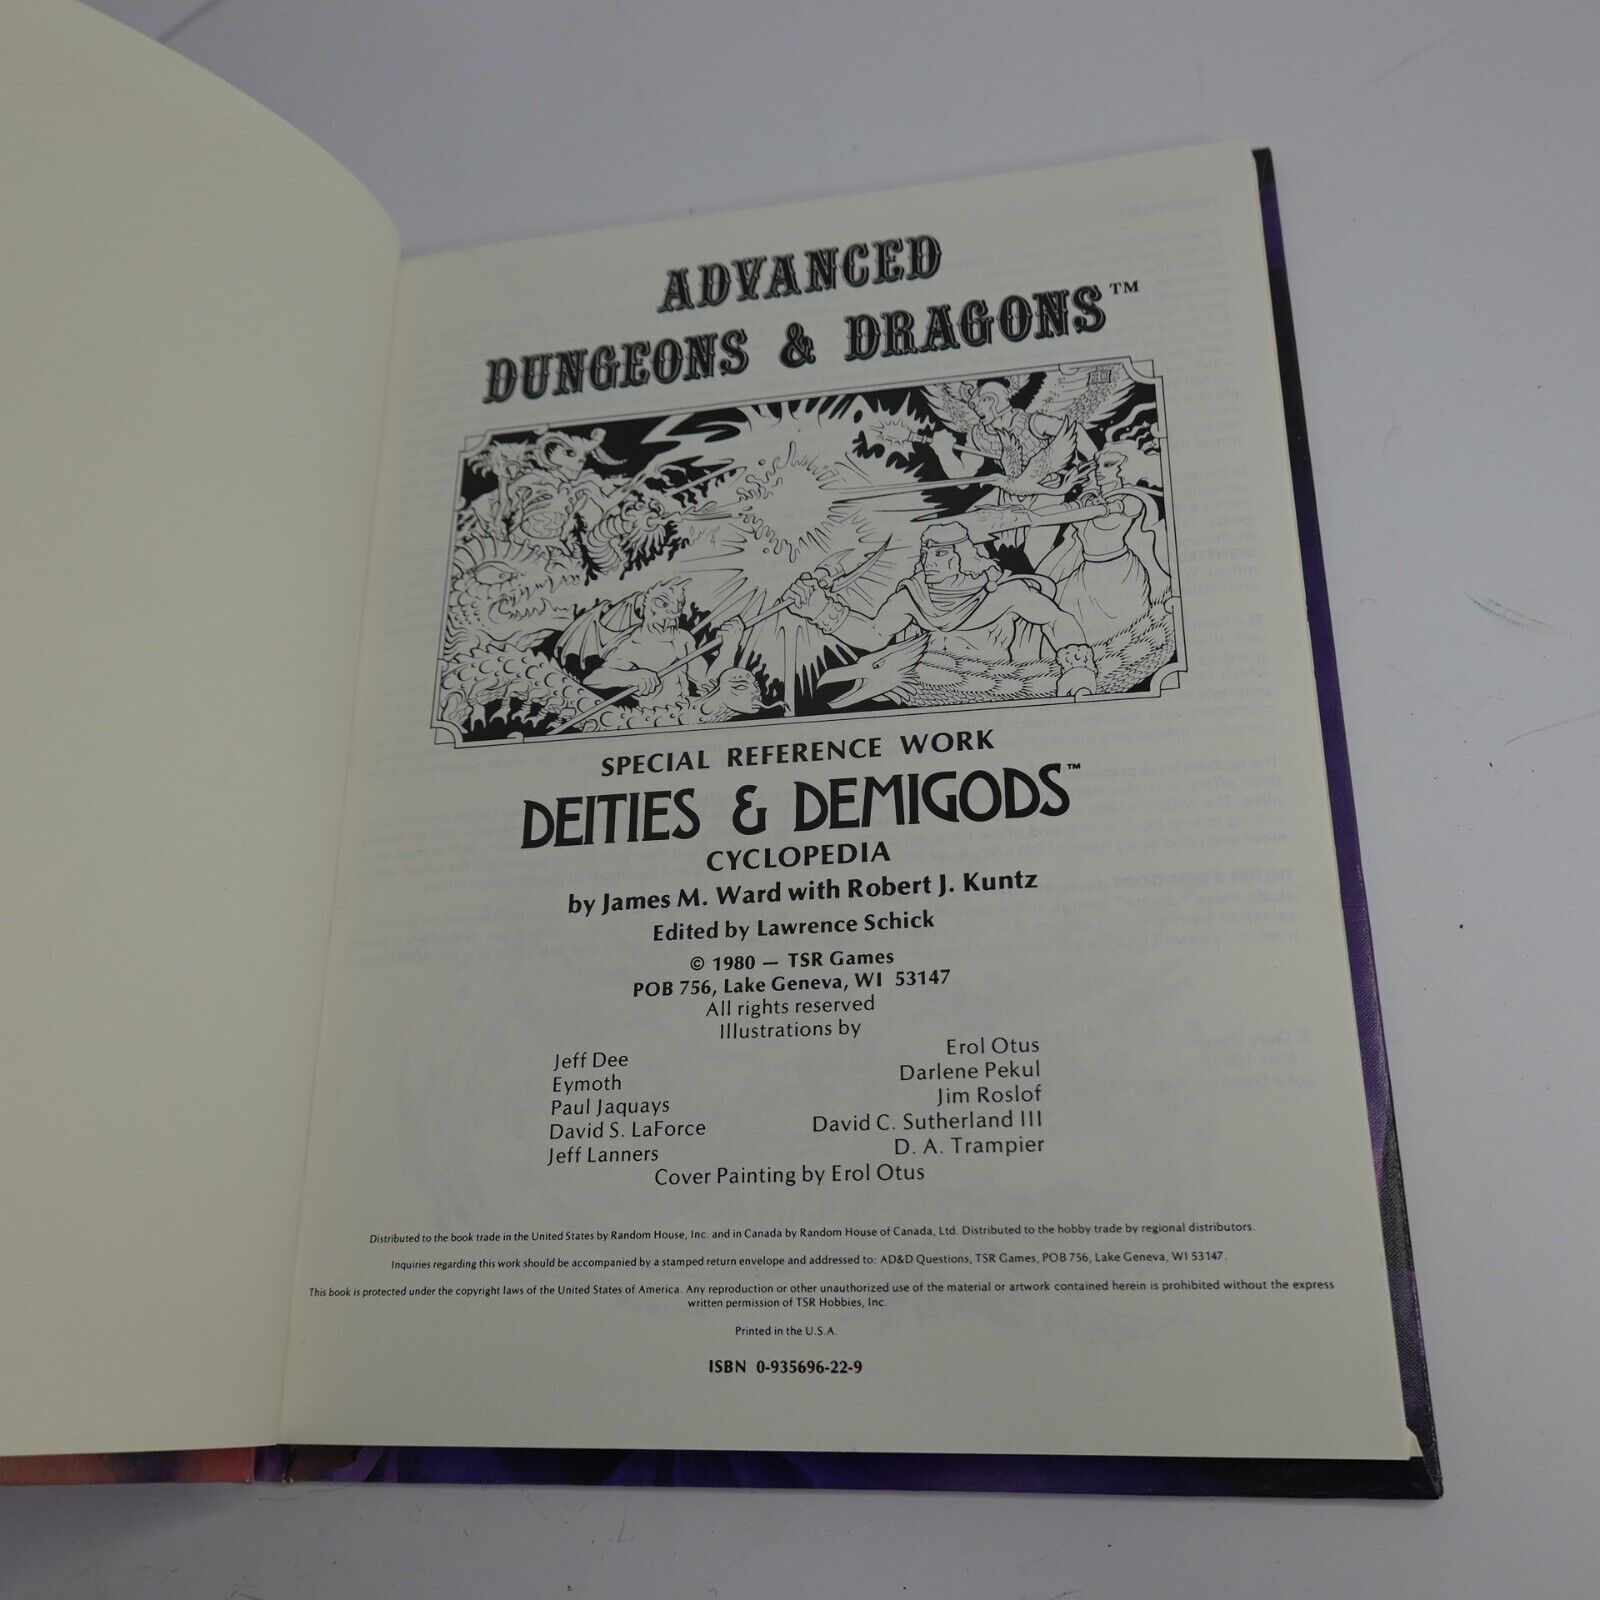 ADVANCED
DUNGEONS & DRAGONS™
SPECIAL REFERENCE WORK
DEITIES & DEMIGODS™
CYCLOPEDIA
by James M. Ward with Robert J. Kuntz
Edited by Lawrence Schick
© 1980 — TSR Games
POB 756, Lake Geneva, WI 53147
All rights reserved
Illustrations by
Jeff Dee
Eymoth
Paul Jaquays
David S. LaForce
Jeff Lanners
Erol Otus
Darlene Pekul
Jim Roslof
David C. Sutherland III
D. A. Trampier
Cover Painting by Erol Otus
Distributed to the book trade in the United States by Random House, Inc. and in Canada by Random House of Canada, Ltd. Distributed to the hobby trade by regional distributors.
Inquiries regarding this work should be accompanied by a stamped return envelope and addressed to: AD&D Questions, TSR Games, POB 756, Lake Geneva, WI 53147.
This book is protected under the copyright laws of the United States of America. Any reproduction or other unauthorized use of the material or artwork contained herein is prohibited without the express
written permission of TSR Hobbies, Inc.
Printed in the U.S.A.
ISBN 0-935696-22-9